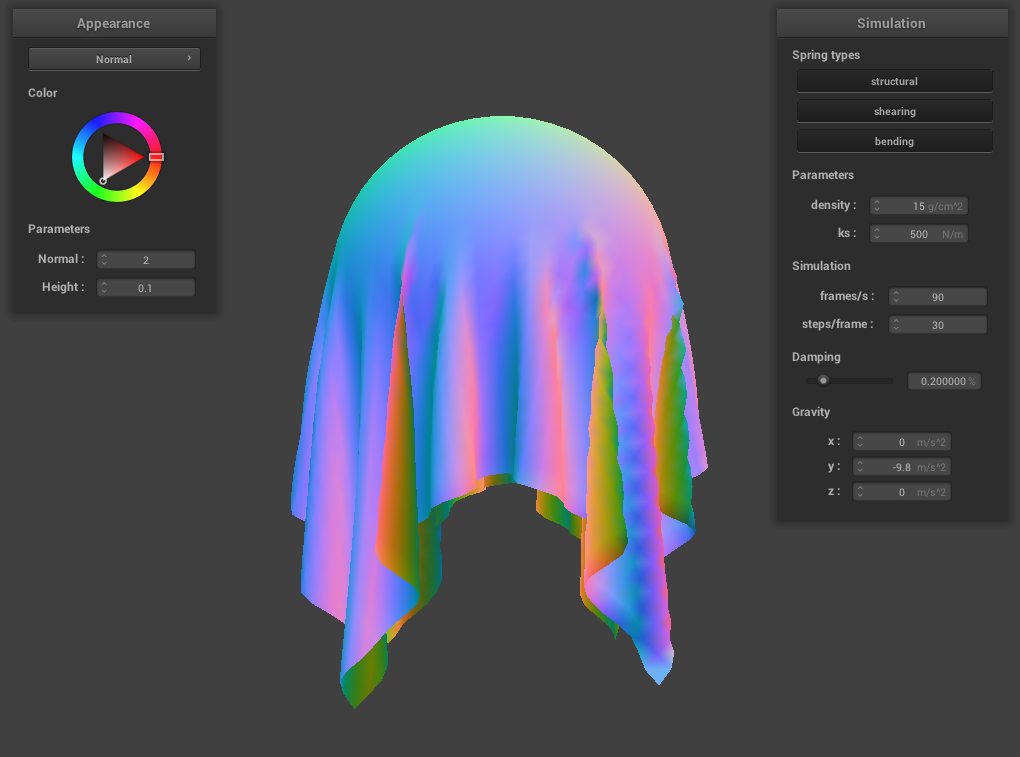 Appearance
Normal
Color
Parameters
Normal : 2
Height : 0.1
Simulation
Spring types
structural
shearing
bending
Parameters
density : 15 g/cm^2
ks : 500 N/m
Simulation
frames/s : 90
steps/frame : 30
Damping
0.200000 %
Gravity
x : 0 m/s^2
y : -9.8 m/s^2
z : 0 m/s^2